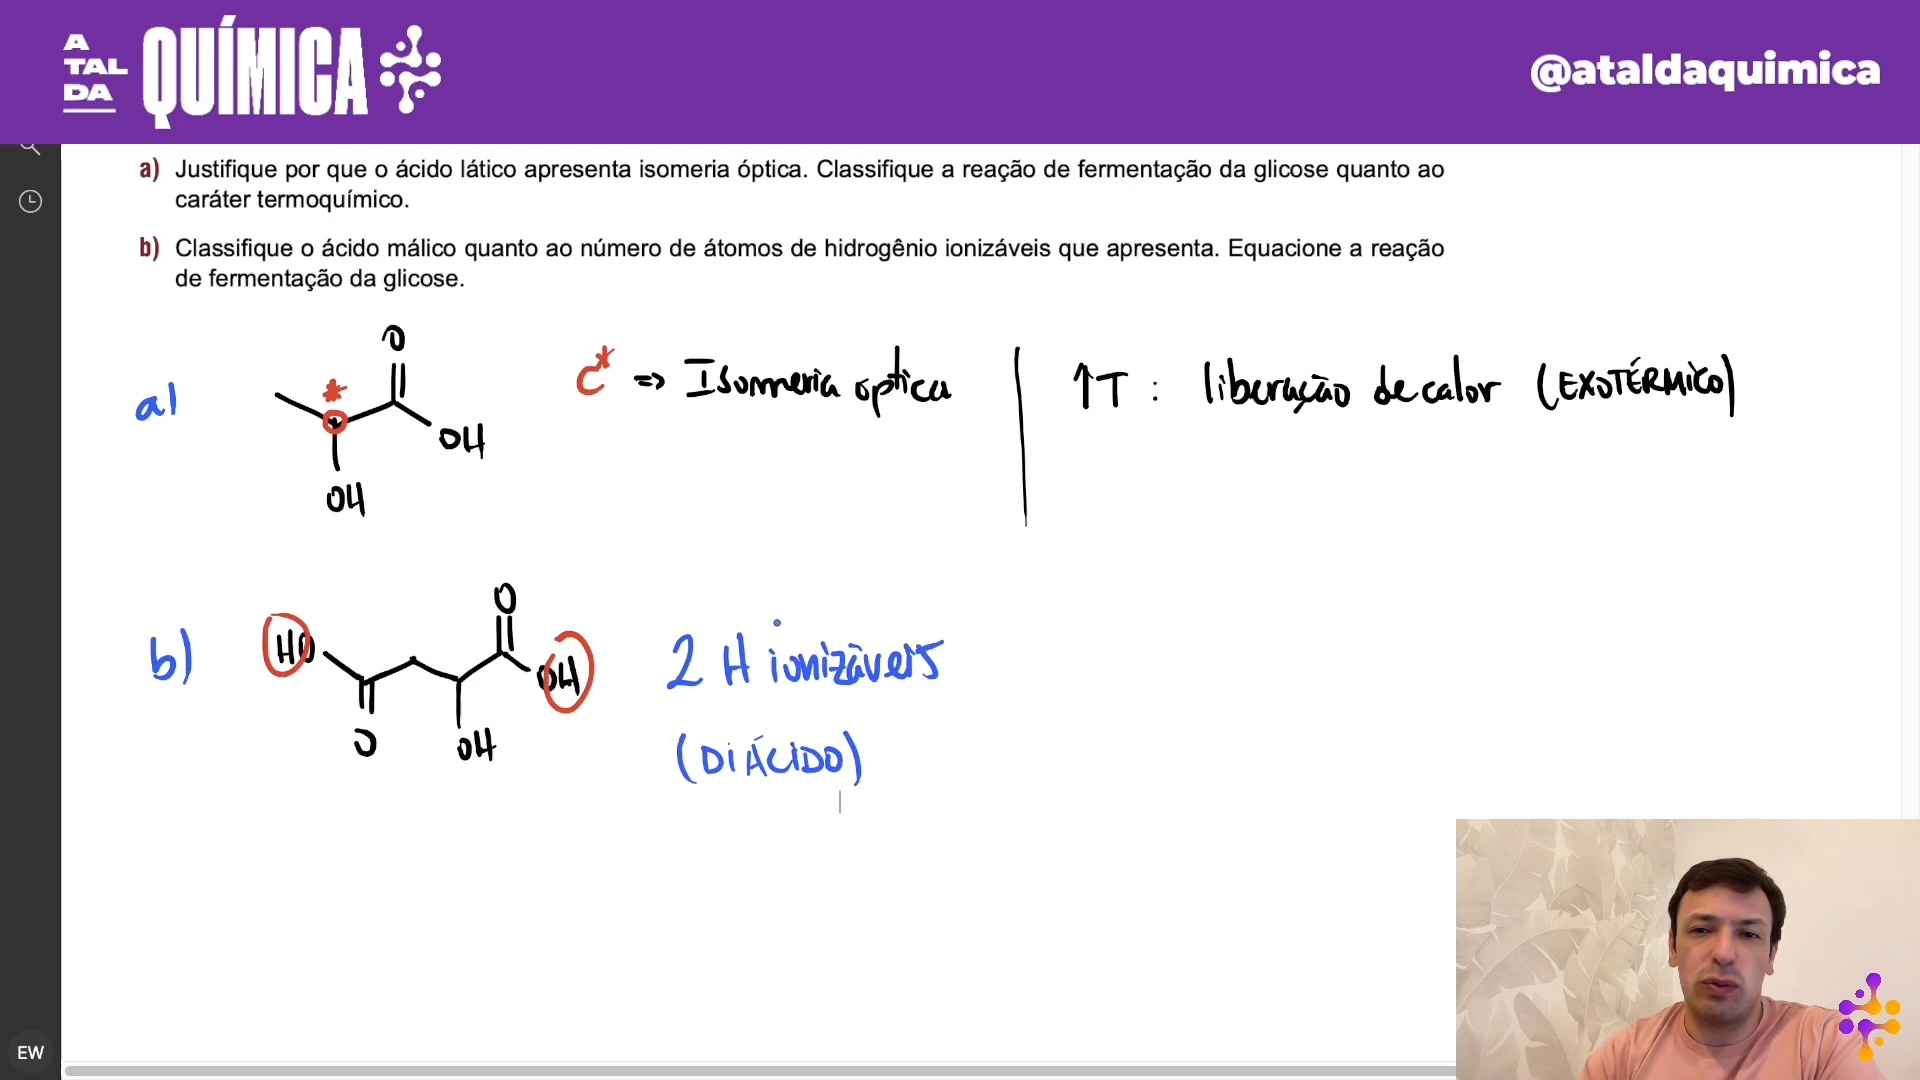 A
TAL
DA
QUÍMICA
@ataldaquimica
a) Justifique por que o ácido lático apresenta isomeria óptica. Classifique a reação de fermentação da glicose quanto ao
caráter termoquímico.
b) Classifique o ácido málico quanto ao número de átomos de hidrogênio ionizáveis que apresenta. Equacione a reação
de fermentação da glicose.
a)
O
*
OH
OH
C* => Isomeria óptica
↑T : liberação de calor (EXOTÉRMICO)
b)
O
HO
OH
O
OH
2 H ionizáveis
(DIÁCIDO)
EW